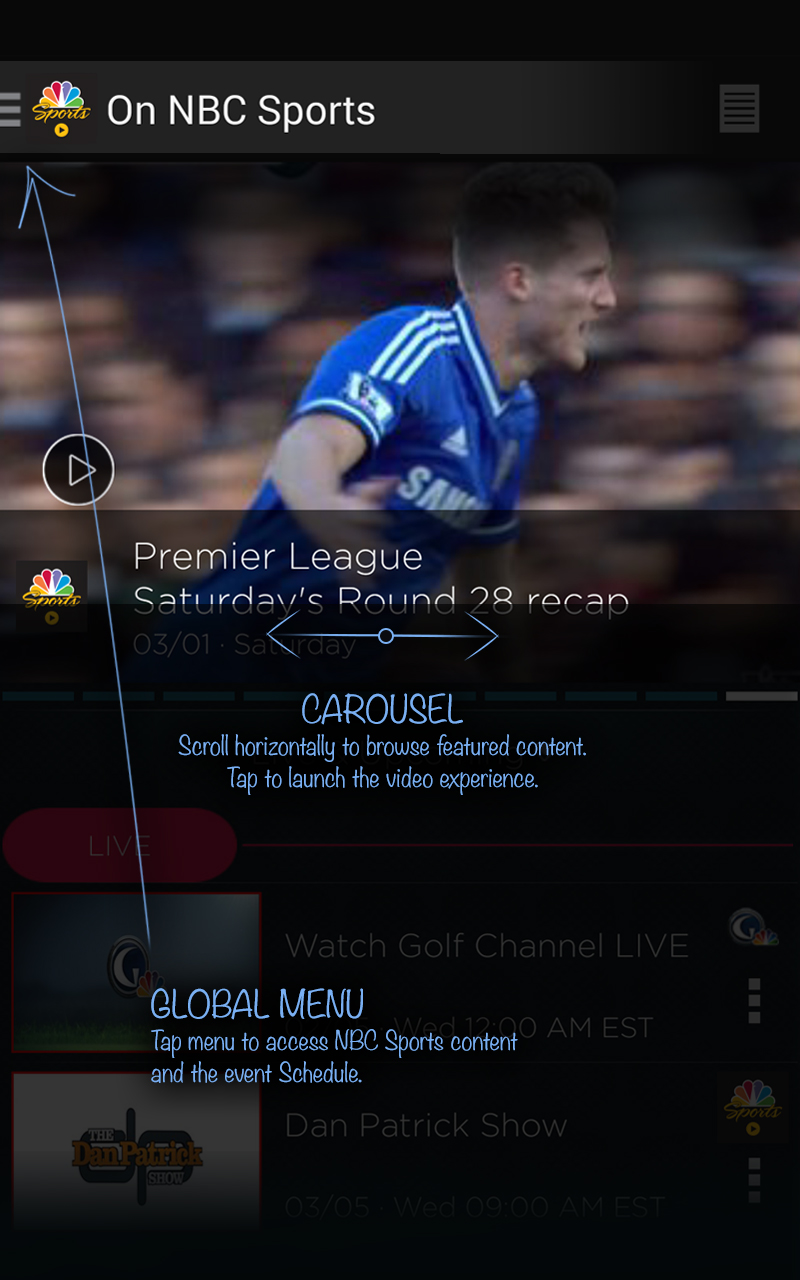 Sports
On NBC Sports
SAMS
Premier League
Sports
Saturday's Round 28 recap
03/01 · Saturday
CAROUSEL
Scroll horizontally to browse featured content.
Tap to launch the video experience.
LIVE
G
Watch Golf Channel LIVE
GLOBAL MENU
Wed 12:00 AM EST
Tap menu to access NBC Sports content
and the event Schedule.
THE
Dan Patrick
SHOW
Dan Patrick Show
Sports
03/05 · Wed 09:00 AM EST